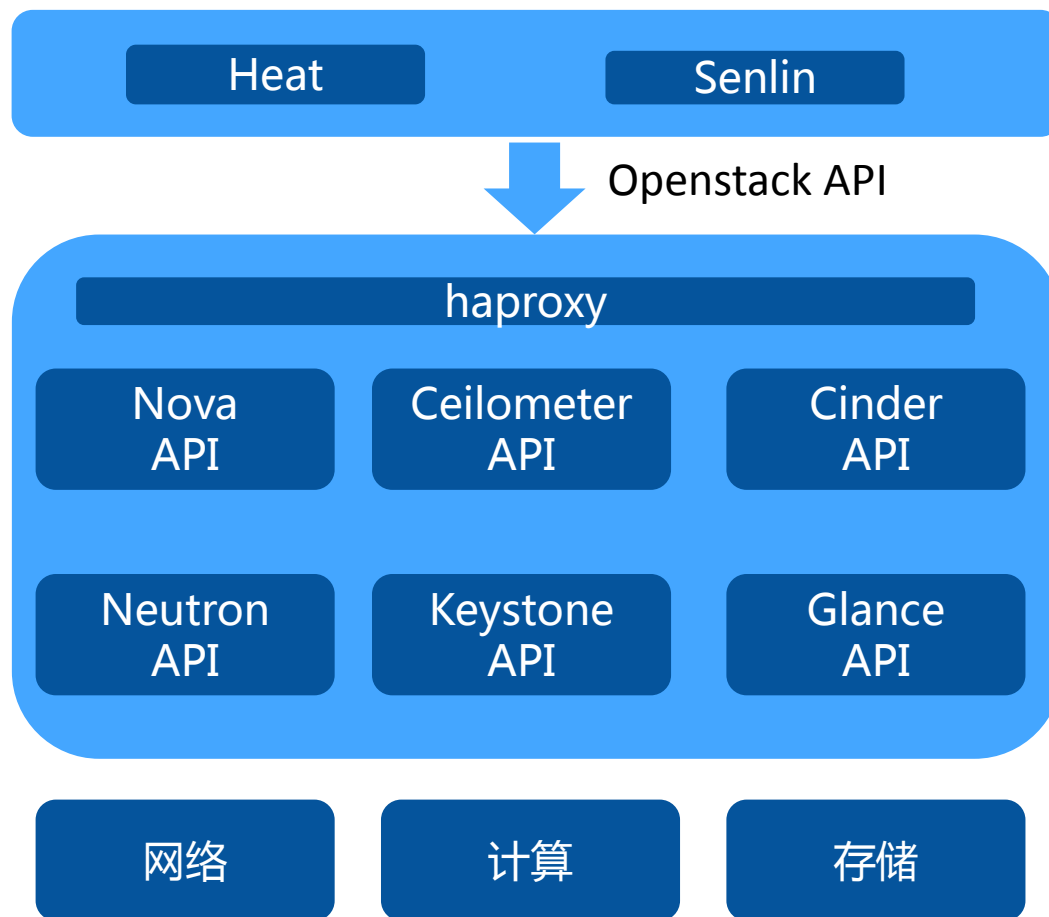 Heat
Senlin
Openstack API
haproxy
Nova
API
Ceilometer
API
Cinder
API
Neutron
API
Keystone
API
Glance
API
网络
计算
存储